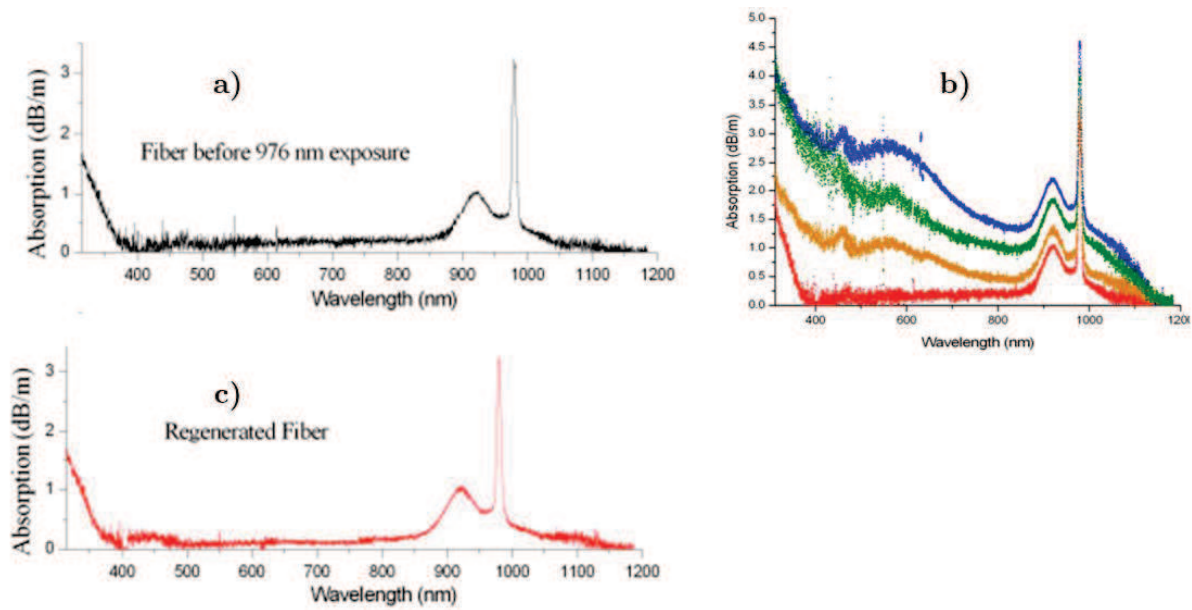 a)
Fiber before 976 nm exposure
Absorption (dB/m)
3
2
1
0
400 500 600 700 800 900 1000 1100 1200
Wavelength (nm)
b)
Absorption (dB/m)
5.0
4.5
4.0
3.5
3.0
2.5
2.0
1.5
1.0
0.5
0.0
400 600 800 1000 1200
Wavelength (nm)
c)
Regenerated Fiber
Absorption (dB/m)
3
2
1
0
400 500 600 700 800 900 1000 1100 1200
Wavelength (nm)